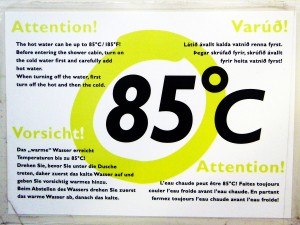 Attention!
The hot water can be up to 85°C/185°F!
Before entering the shower cabin, turn on
the cold water first and carefully add
hot water.
When turning off the water, first
turn off the hot and then the cold.
Varúð!
Látið ávallt kalda vatnið renna fyrst.
Þegar skrúfað fyrir, skrúfið ávallt
fyrir heita vatnið fyrst!
85°C
Vorsicht!
Das „warme" Wasser erreicht
Temperaturen bis zu 85°C!
Drehen Sie, bevor Sie unter die Dusche
treten, daher zuerst das kalte Wasser auf und
geben Sie vorsichtig warmes hinzu.
Beim Abstellen des Wassers drehen Sie zuerst
das warme Wasser ab, danach das kalte.
Attention!
L'eau chaude peut être 85°C! Faites toujours
couler l'eau froide avant l'eau chaude. En partant
fermez toujours l'eau chaude avant l'eau froide!